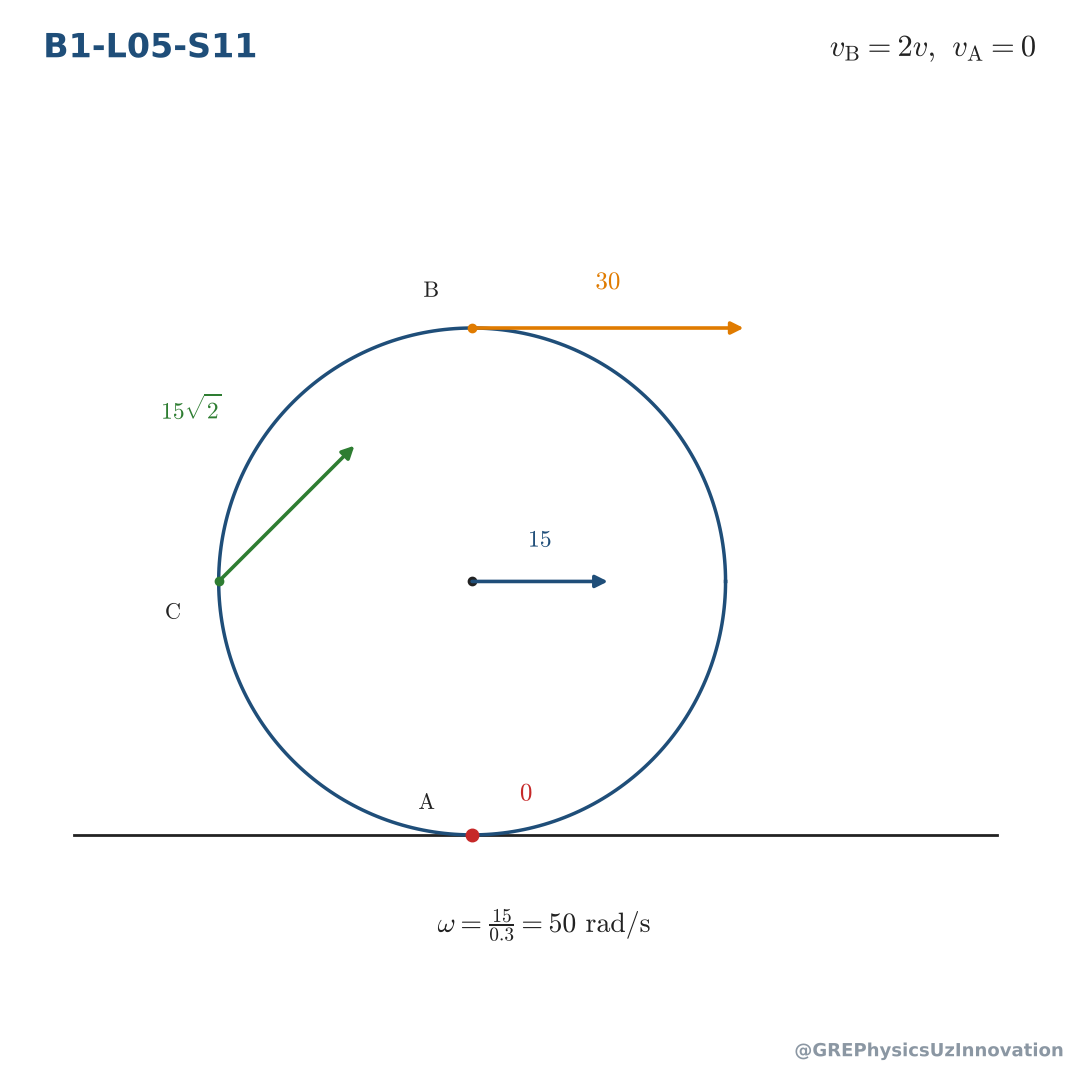 B1-L05-S11
v_B = 2v, v_A = 0
B
30
15√2
15
C
A
0
ω = 15/0.3 = 50 rad/s
@GREPhysicsUzInnovation